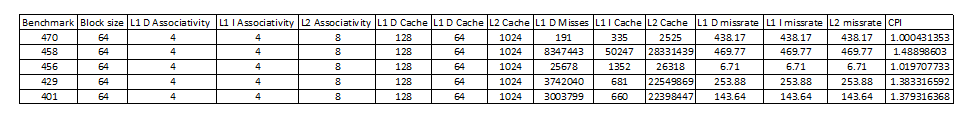 Benchmark Block size L1 D Associativity L1 I Associativity L2 Associativity L1 D Cache L1 D Cache L2 Cache L1 D Misses L1 I Cache L2 Cache L1 D missrate L1 I missrate L2 missrate CPI
470 64 4 4 8 128 64 1024 191 335 2525 438.17 438.17 438.17 1.000431353
458 64 4 4 8 128 64 1024 8347443 50247 28331439 469.77 469.77 469.77 1.48898603
456 64 4 4 8 128 64 1024 25678 1352 26318 6.71 6.71 6.71 1.019707733
429 64 4 4 8 128 64 1024 3742040 681 22549869 253.88 253.88 253.88 1.383316592
401 64 4 4 8 128 64 1024 3003799 660 22398447 143.64 143.64 143.64 1.379316368